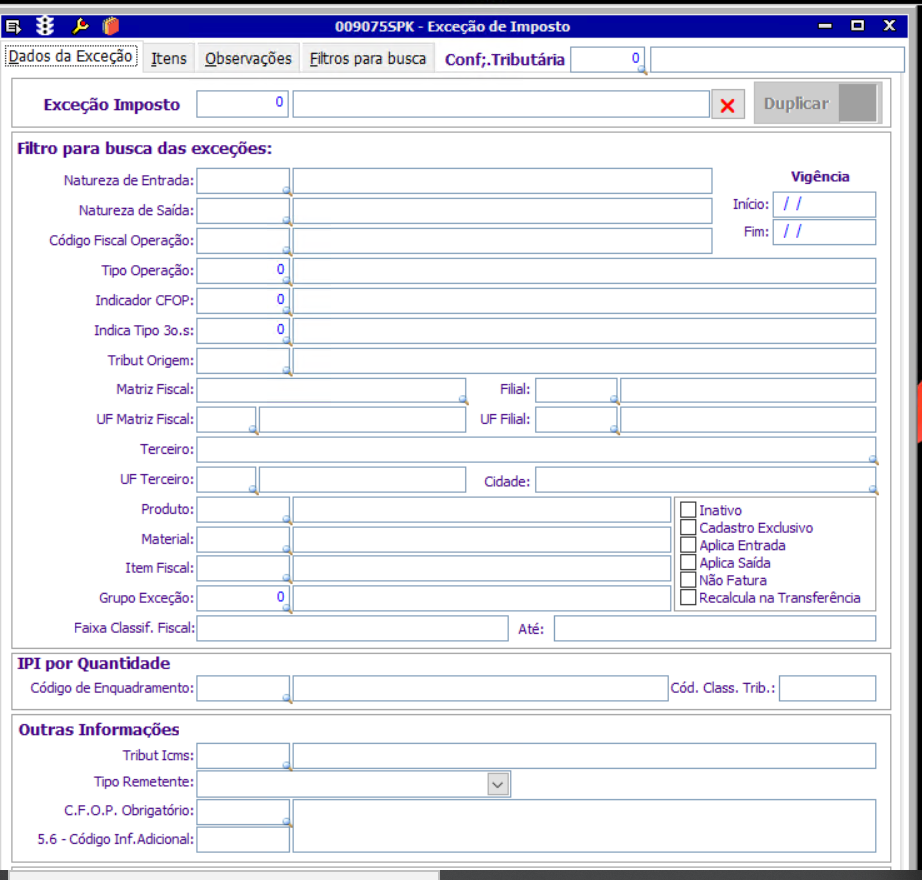 009075SPK - Exceção de Imposto
Dados da Exceção Itens Observações Filtros para busca Conf;.Tributária 0
Exceção Imposto 0 Duplicar
Filtro para busca das exceções:
Natureza de Entrada: Vigência
Natureza de Saída: Início: / /
Código Fiscal Operação: Fim: / /
Tipo Operação: 0
Indicador CFOP: 0
Indica Tipo 3o.s: 0
Tribut Origem:
Matriz Fiscal: Filial:
UF Matriz Fiscal: UF Filial:
Terceiro:
UF Terceiro: Cidade:
Produto: Inativo
Cadastro Exclusivo
Material: Aplica Entrada
Aplica Saída
Item Fiscal: Não Fatura
Grupo Exceção: 0 Recalcula na Transferência
Faixa Classif. Fiscal: Até:
IPI por Quantidade
Código de Enquadramento: Cód. Class. Trib.:
Outras Informações
Tribut Icms:
Tipo Remetente:
C.F.O.P. Obrigatório:
5.6 - Código Inf.Adicional: